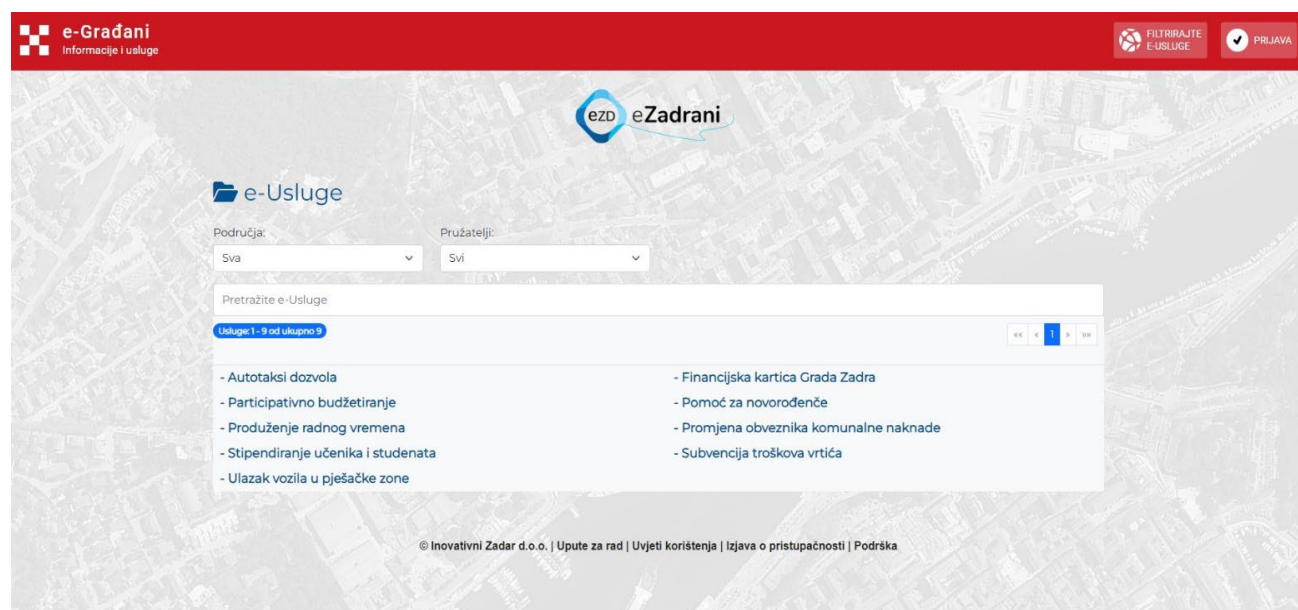 e-Građani
Informacije i usluge
FILTRIRAJTE
E-USLUGE
PRIJAVA
ezd eZadrani
e-Usluge
Područja:
Pružatelji:
Sva
Svi
Pretražite e-Usluge
Usluge: 1 - 9 od ukupno 9
«« « 1 » »»
- Autotaksi dozvola
- Financijska kartica Grada Zadra
- Participativno budžetiranje
- Pomoć za novorođenče
- Produženje radnog vremena
- Promjena obveznika komunalne naknade
- Stipendiranje učenika i studenata
- Subvencija troškova vrtića
- Ulazak vozila u pješačke zone
© Inovativni Zadar d.o.o. | Upute za rad | Uvjeti korištenja | Izjava o pristupačnosti | Podrška